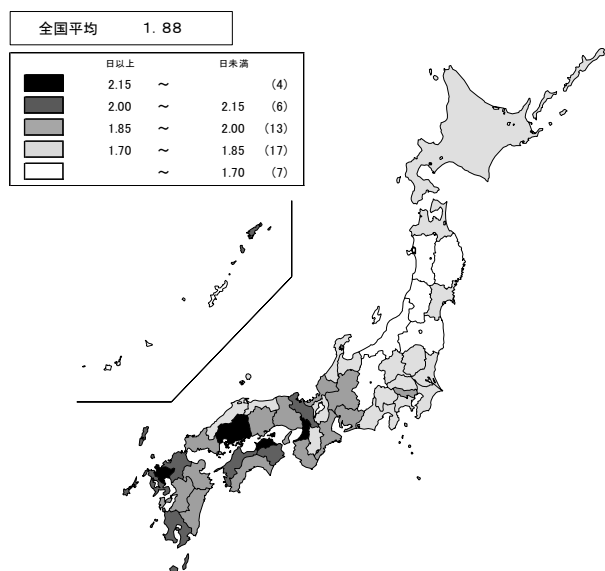 全国平均 1.88
日以上 日未満
2.15 ～ (4)
2.00 ～ 2.15 (6)
1.85 ～ 2.00 (13)
1.70 ～ 1.85 (17)
～ 1.70 (7)